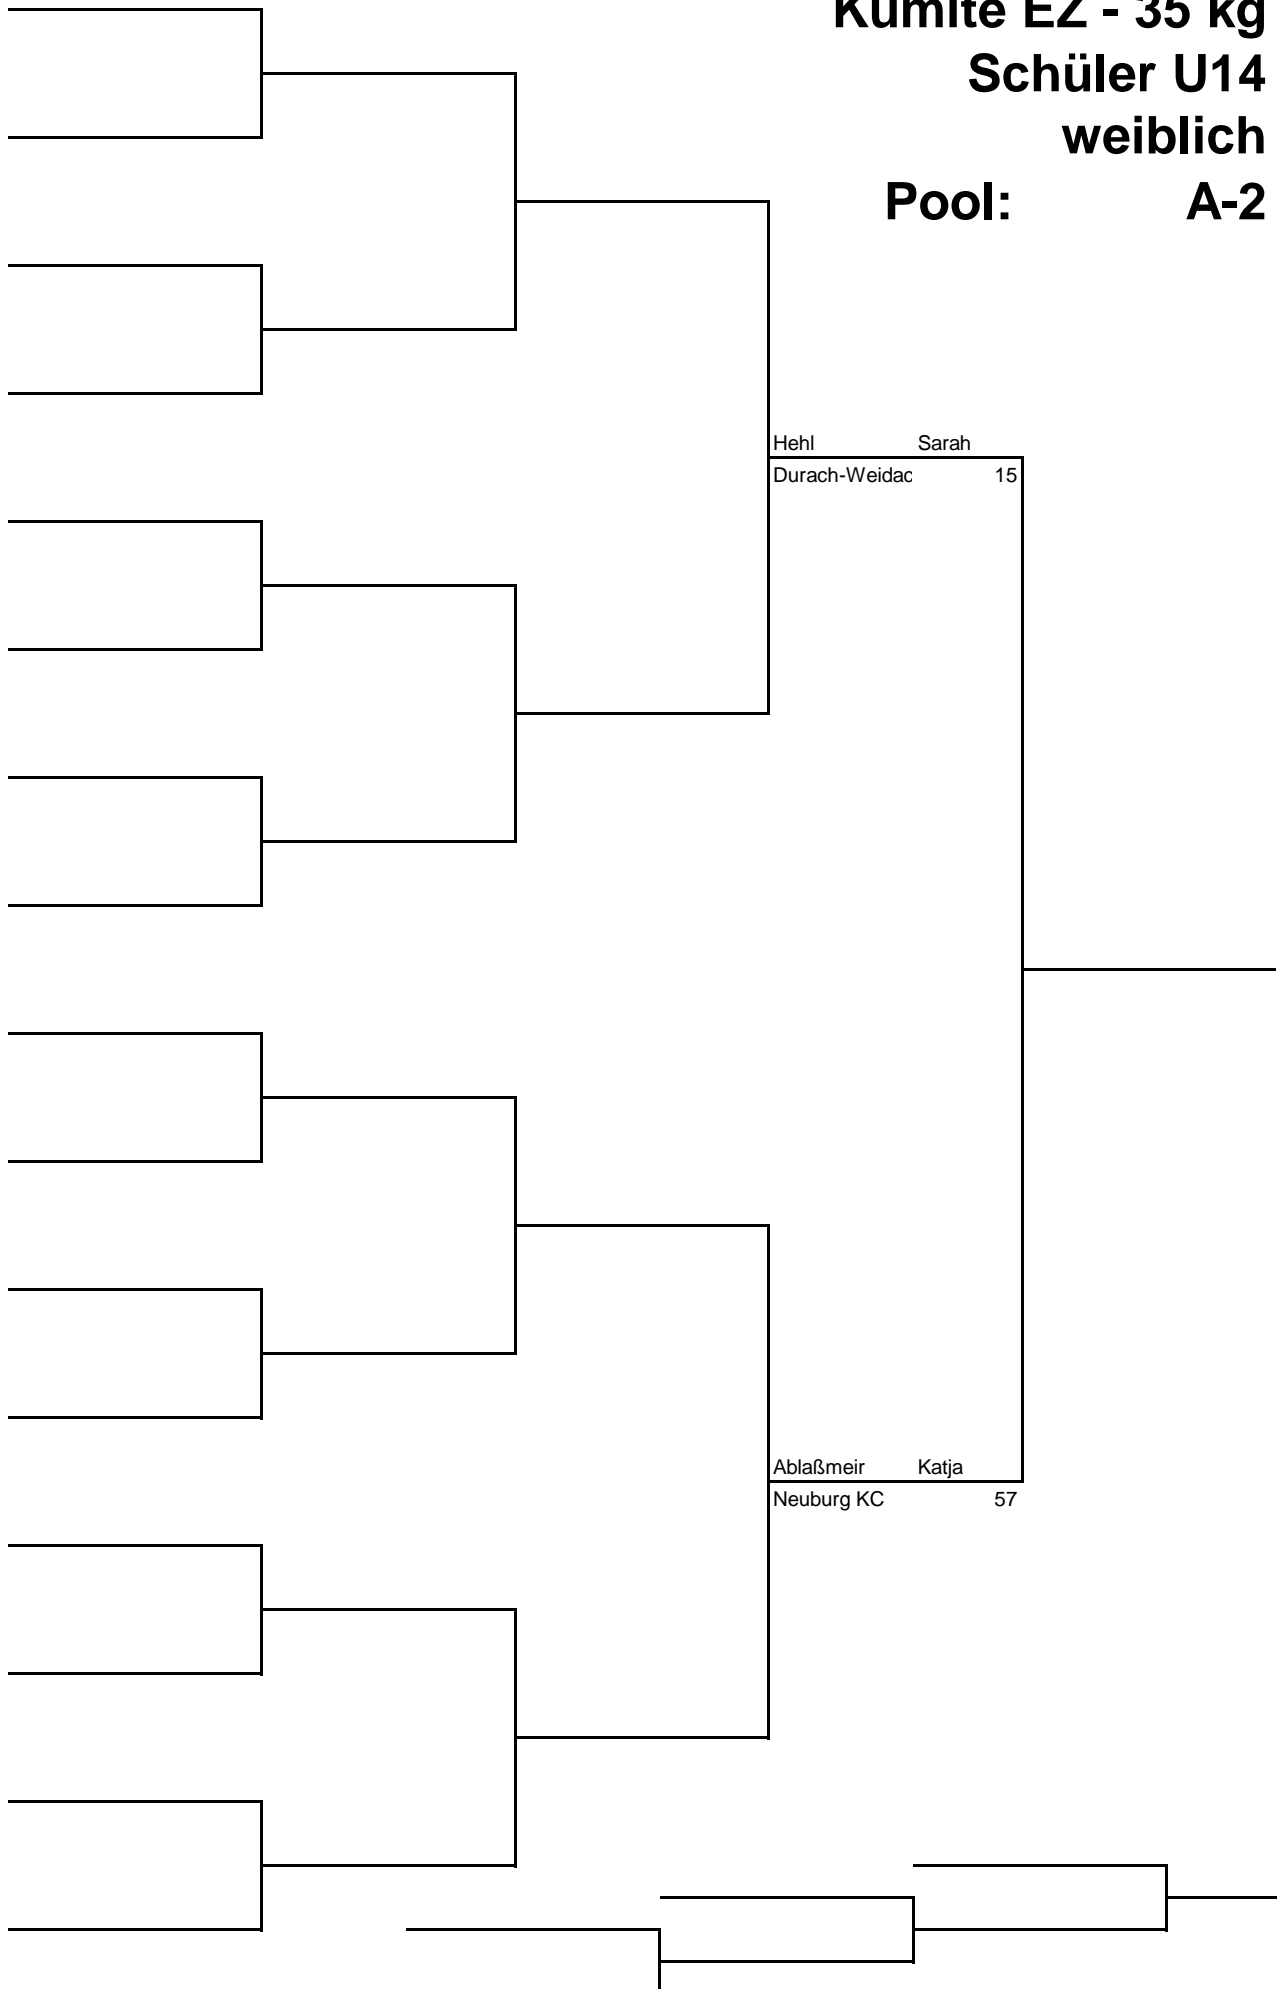 Kumite EZ - 35 kg
Schüler U14
weiblich
Pool: A-2
Hehl Sarah
Durach-Weidac 15
Ablaßmeir Katja
Neuburg KC 57